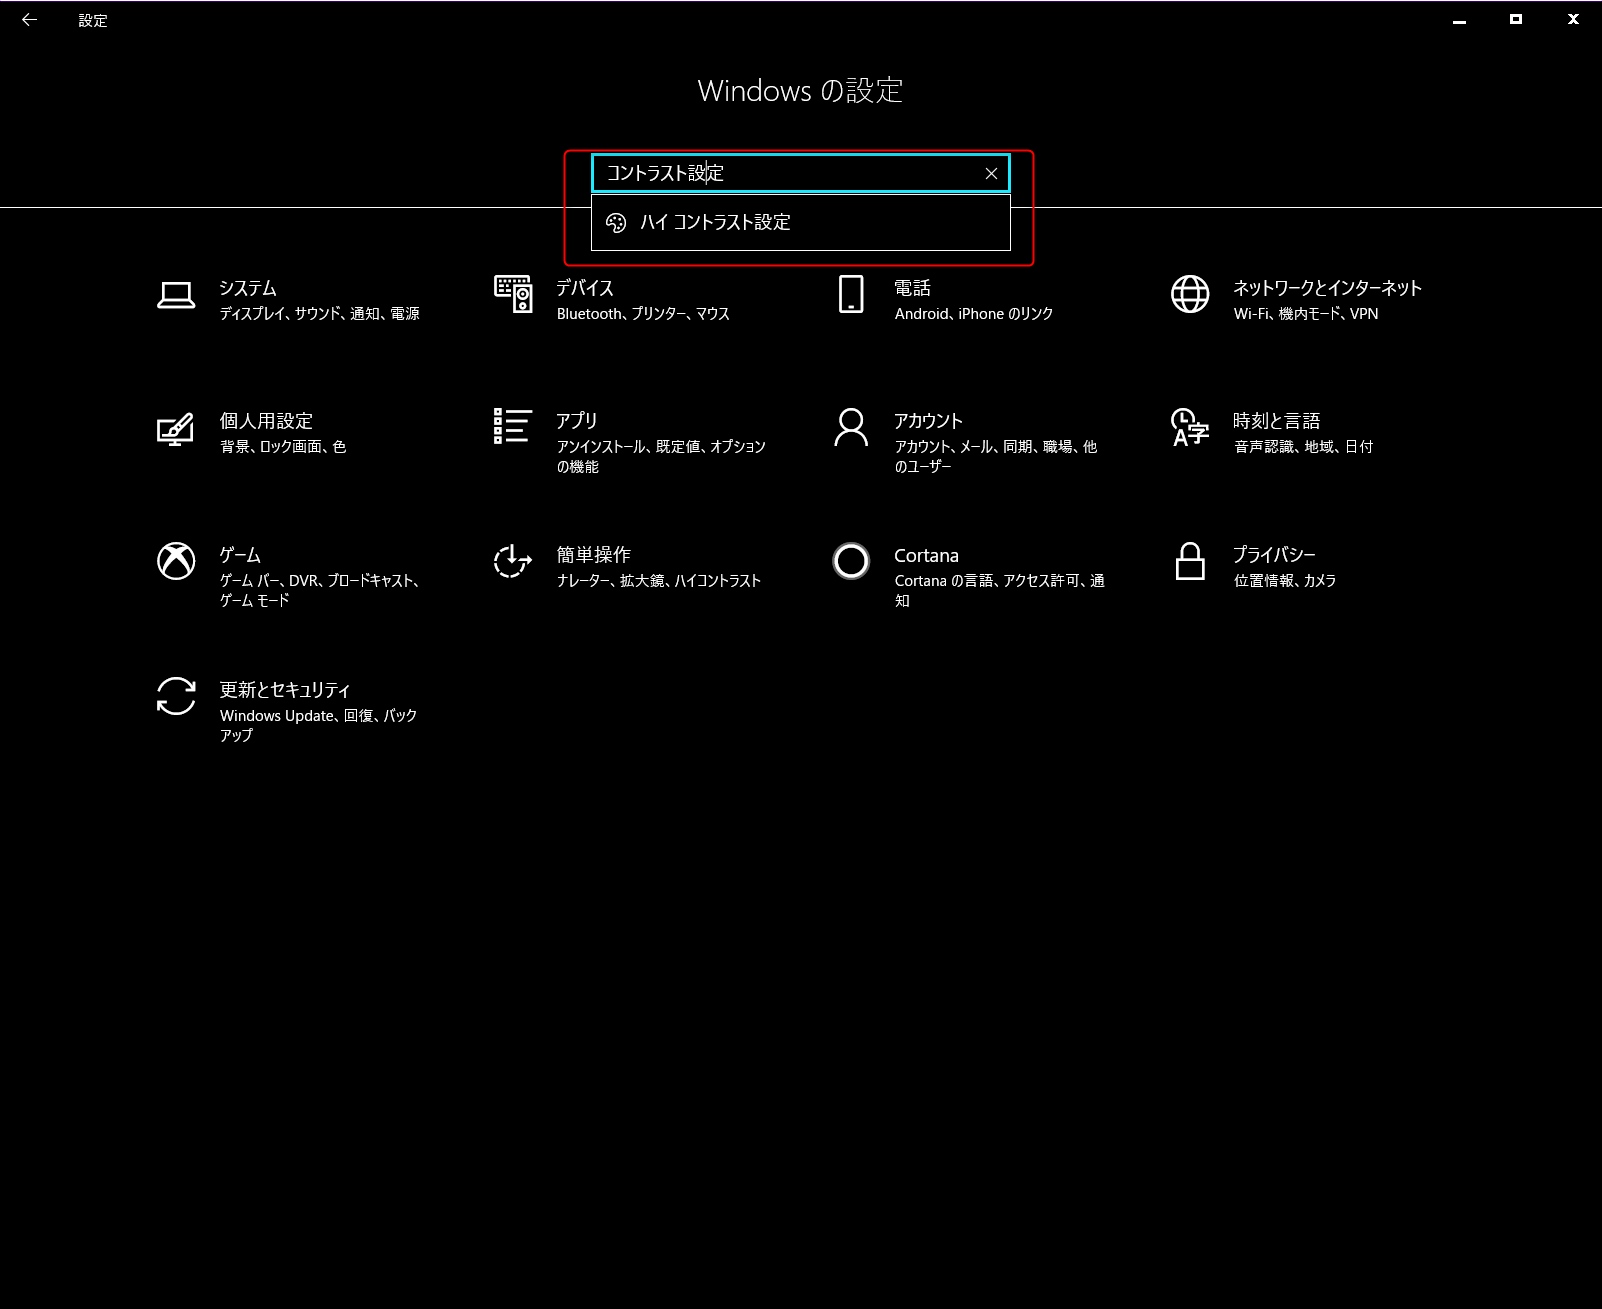 設定
Windows の設定
コントラスト設定
ハイ コントラスト設定
システム
ディスプレイ、サウンド、通知、電源
デバイス
Bluetooth、プリンター、マウス
電話
Android、iPhone のリンク
ネットワークとインターネット
Wi-Fi、機内モード、VPN
個人用設定
背景、ロック画面、色
アプリ
アンインストール、既定値、オプション
の機能
アカウント
アカウント、メール、同期、職場、他
のユーザー
時刻と言語
音声認識、地域、日付
ゲーム
ゲーム バー、DVR、ブロードキャスト、
ゲーム モード
簡単操作
ナレーター、拡大鏡、ハイコントラスト
Cortana
Cortana の言語、アクセス許可、通
知
プライバシー
位置情報、カメラ
更新とセキュリティ
Windows Update、回復、バック
アップ